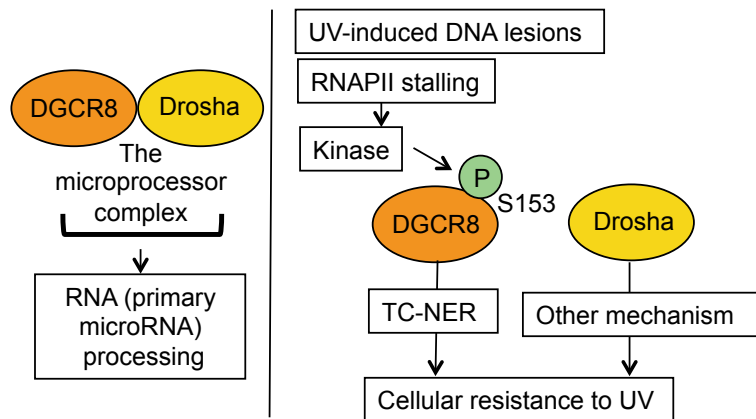 DGCR8
Drosha
The
microprocessor
complex
RNA (primary
microRNA)
processing
UV-induced DNA lesions
RNAPII stalling
Kinase
P
S153
DGCR8
Drosha
TC-NER
Other mechanism
Cellular resistance to UV